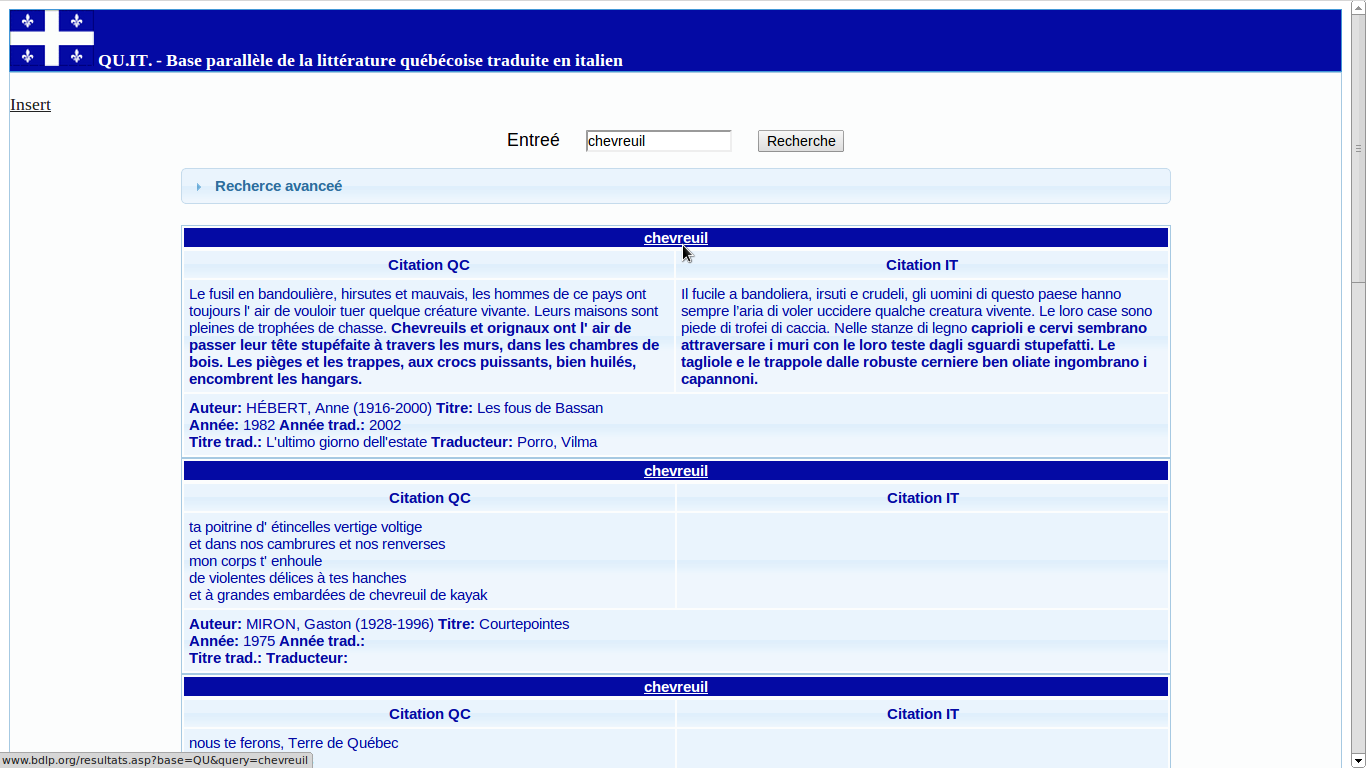 QU.IT. - Base parallèle de la littérature québécoise traduite en italien
Insert
Entreé chevreuil Recherche
Recherce avanceé
chevreuil
Citation QC
Citation IT
Le fusil en bandoulière, hirsutes et mauvais, les hommes de ce pays ont
toujours l' air de vouloir tuer quelque créature vivante. Leurs maisons sont
pleines de trophées de chasse. Chevreuils et orignaux ont l' air de
passer leur tête stupéfaite à travers les murs, dans les chambres de
bois. Les pièges et les trappes, aux crocs puissants, bien huilés,
encombrent les hangars.
Il fucile a bandoliera, irsuti e crudeli, gli uomini di questo paese hanno
sempre l'aria di voler uccidere qualche creatura vivente. Le loro case sono
piede di trofei di caccia. Nelle stanze di legno caprioli e cervi sembrano
attraversare i muri con le loro teste dagli sguardi stupefatti. Le
tagliole e le trappole dalle robuste cerniere ben oliate ingombrano i
capannoni.
Auteur: HÉBERT, Anne (1916-2000) Titre: Les fous de Bassan
Année: 1982 Année trad.: 2002
Titre trad.: L'ultimo giorno dell'estate Traducteur: Porro, Vilma
chevreuil
Citation QC
Citation IT
ta poitrine d' étincelles vertige voltige
et dans nos cambrures et nos renverses
mon corps t' enhoule
de violentes délices à tes hanches
et à grandes embardées de chevreuil de kayak
Auteur: MIRON, Gaston (1928-1996) Titre: Courtepointes
Année: 1975 Année trad.:
Titre trad.: Traducteur:
chevreuil
Citation QC
Citation IT
nous te ferons, Terre de Québec
www.bdlp.org/resultats.asp?base=QU&query=chevreuil